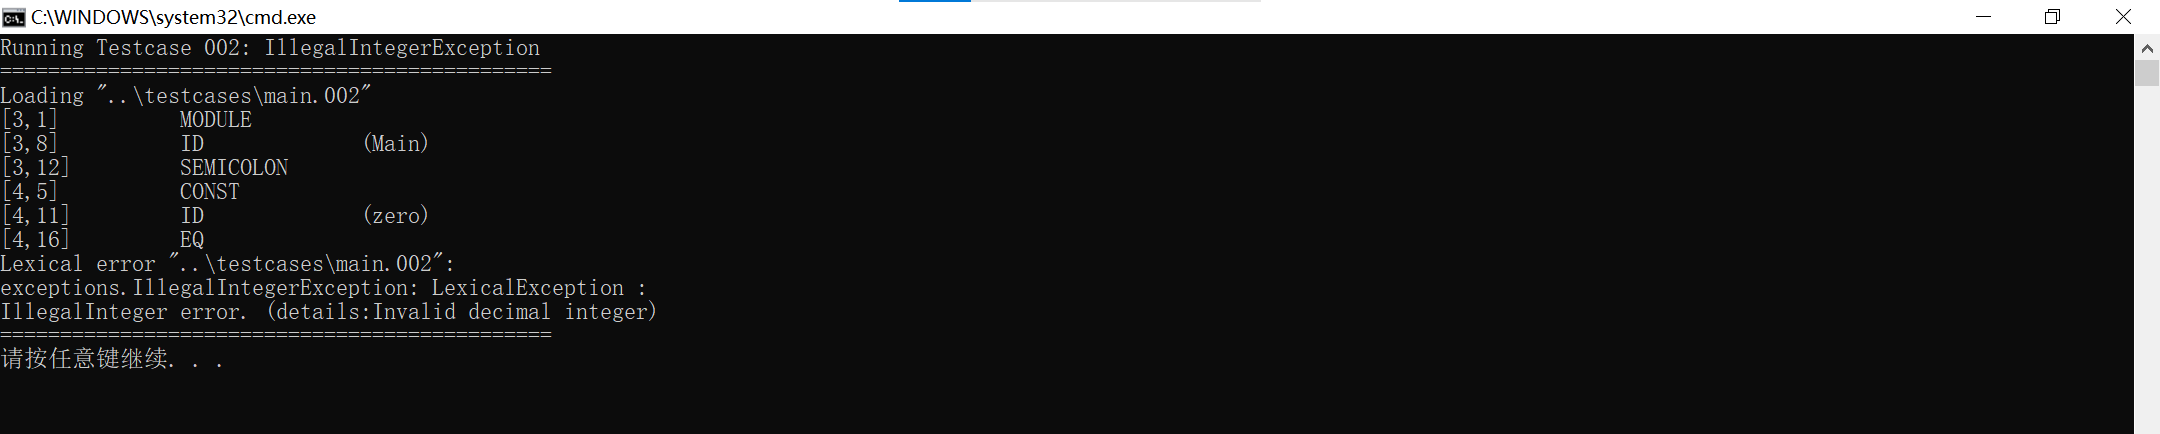 C:\WINDOWS\system32\cmd.exe
Running Testcase 002: IllegalIntegerException
==============================================
Loading "..\testcases\main.002"
[3,1] MODULE
[3,8] ID (Main)
[3,12] SEMICOLON
[4,5] CONST
[4,11] ID (zero)
[4,16] EQ
Lexical error "..\testcases\main.002":
exceptions.IllegalIntegerException: LexicalException :
IllegalInteger error. (details:Invalid decimal integer)
==============================================
请按任意键继续. . .